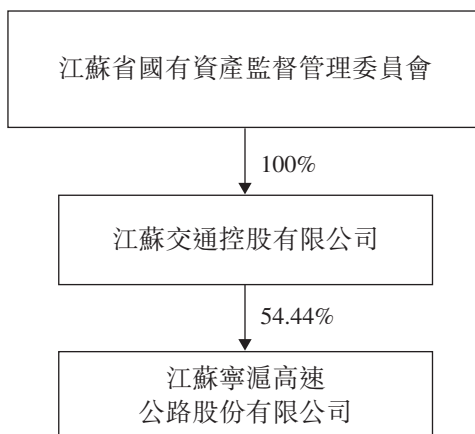 江蘇省國有資產監督管理委員會
100%
江蘇交通控股有限公司
54.44%
江蘇寧滬高速
公路股份有限公司